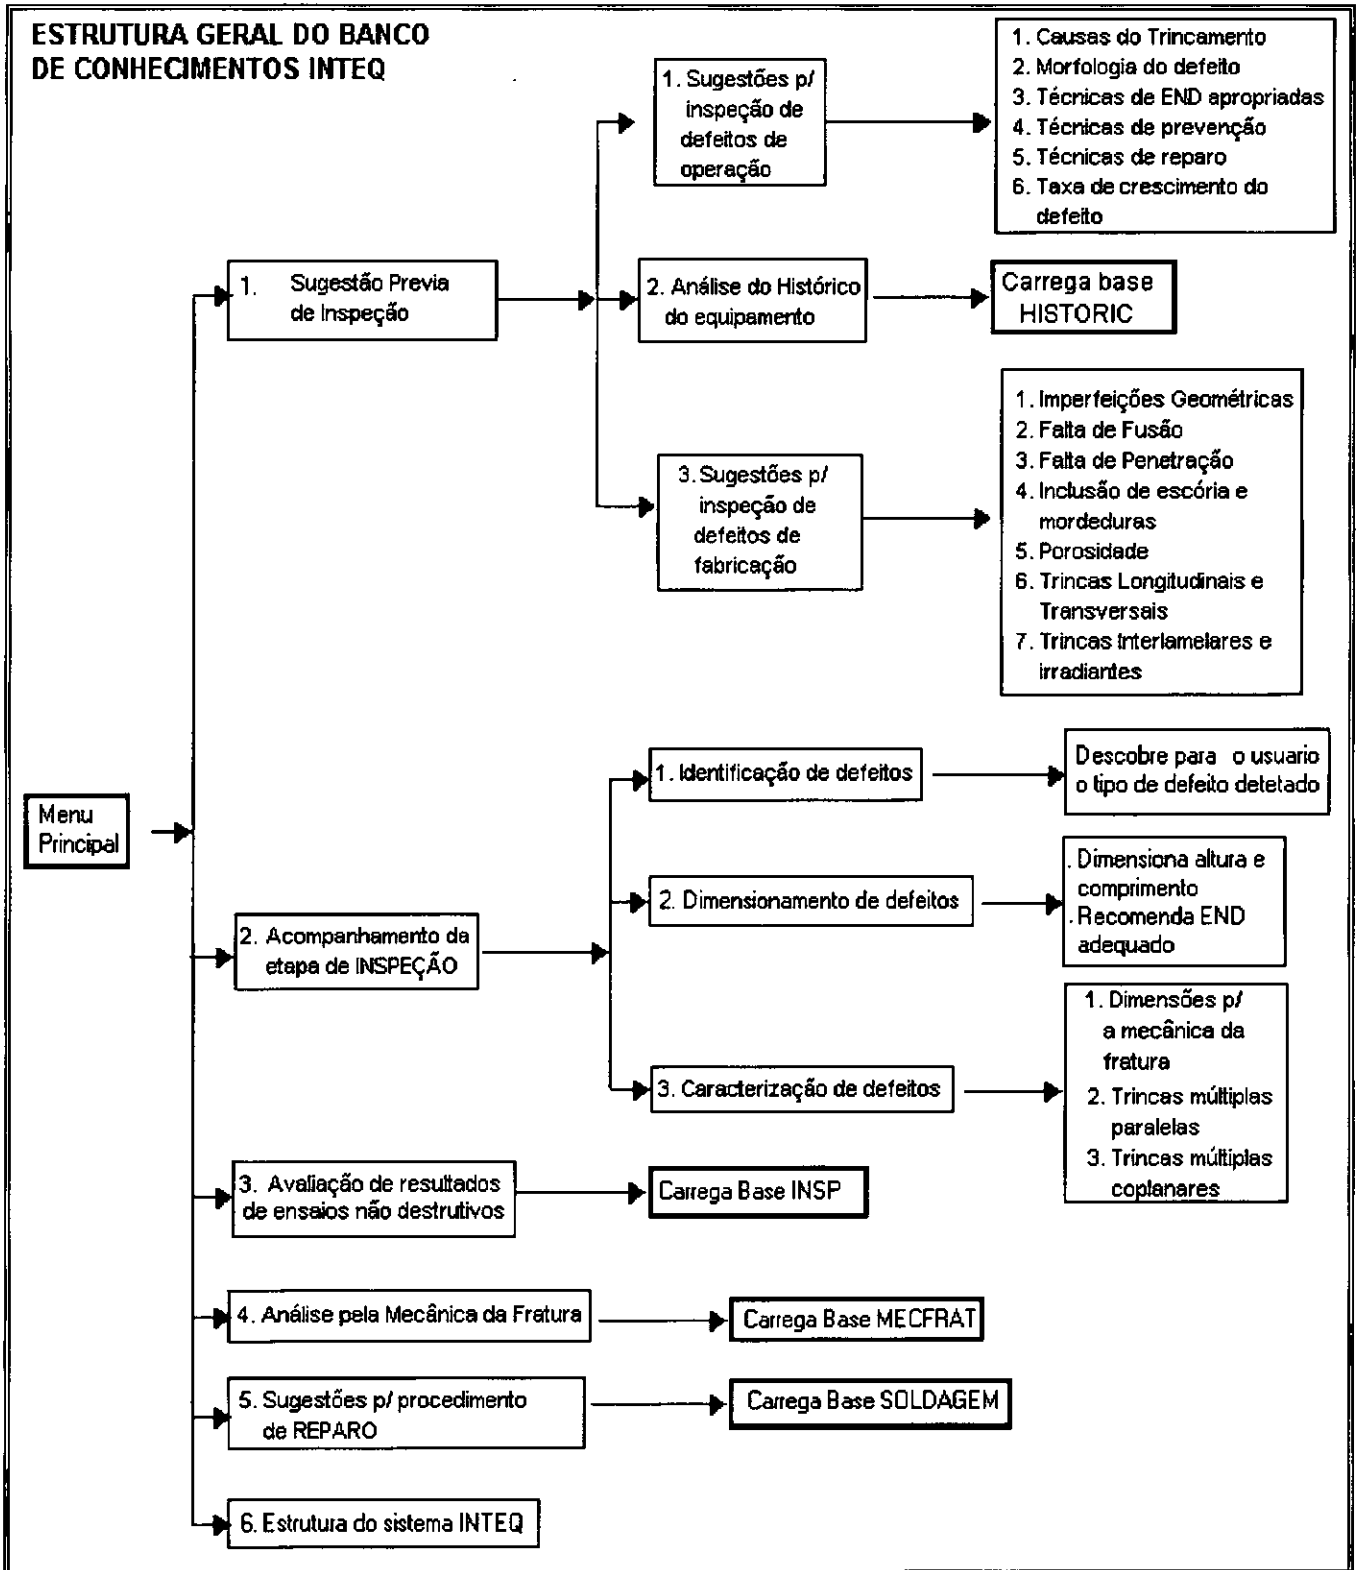 ESTRUTURA GERAL DO BANCO
DE CONHECIMENTOS INTEQ
1. Sugestões p/
inspeção de
defeitos de
operação
1. Causas do Trincamento
2. Morfologia do defeito
3. Técnicas de END apropriadas
4. Técnicas de prevenção
5. Técnicas de reparo
6. Taxa de crescimento do
defeito
1. Sugestão Previa
de Inspeção
2. Análise do Histórico
do equipamento
Carrega base
HISTORIC
3. Sugestões p/
inspeção de
defeitos de
fabricação
1. Imperfeições Geométricas
2. Falta de Fusão
3. Falta de Penetração
4. Inclusão de escória e
mordeduras
5. Porosidade
6. Trincas Longitudinais e
Transversais
7. Trincas Interlamelares e
irradiantes
Menu
Principal
1. Identificação de defeitos
Descobre para o usuario
o tipo de defeito detetado
2. Acompanhamento da
etapa de INSPEÇÃO
2. Dimensionamento de defeitos
. Dimensiona altura e
comprimento
. Recomenda END
adequado
3. Caracterização de defeitos
1. Dimensões p/
a mecânica da
fratura
2. Trincas múltiplas
paralelas
3. Trincas múltiplas
coplanares
3. Avaliação de resultados
de ensaios não destrutivos
Carrega Base INSP
4. Análise pela Mecânica da Fratura
Carrega Base MECFRAT
5. Sugestões p/ procedimento
de REPARO
Carrega Base SOLDAGEM
6. Estrutura do sistema INTEQ